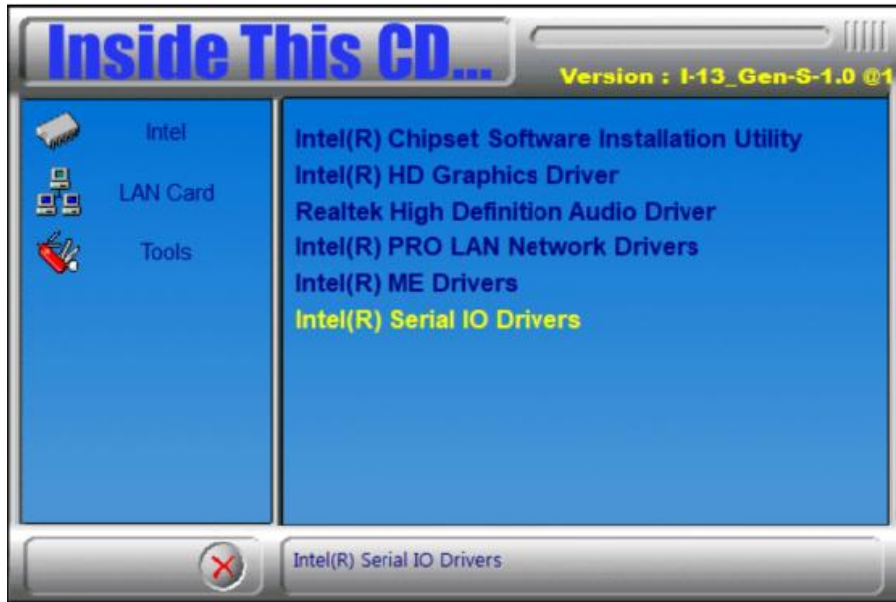 Inside This CD...
Version : I-13_Gen-S-1.0 @1
Intel
LAN Card
Tools
Intel(R) Chipset Software Installation Utility
Intel(R) HD Graphics Driver
Realtek High Definition Audio Driver
Intel(R) PRO LAN Network Drivers
Intel(R) ME Drivers
Intel(R) Serial IO Drivers
Intel(R) Serial IO Drivers